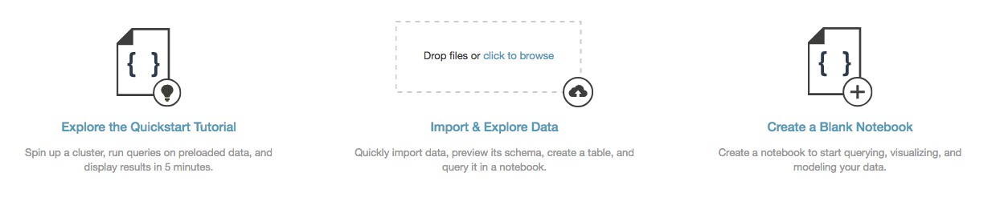 { }
Explore the Quickstart Tutorial
Spin up a cluster, run queries on preloaded data, and
display results in 5 minutes.
Drop files or click to browse
Import & Explore Data
Quickly import data, preview its schema, create a table, and
query it in a notebook.
{ }
Create a Blank Notebook
Create a notebook to start querying, visualizing, and
modeling your data.